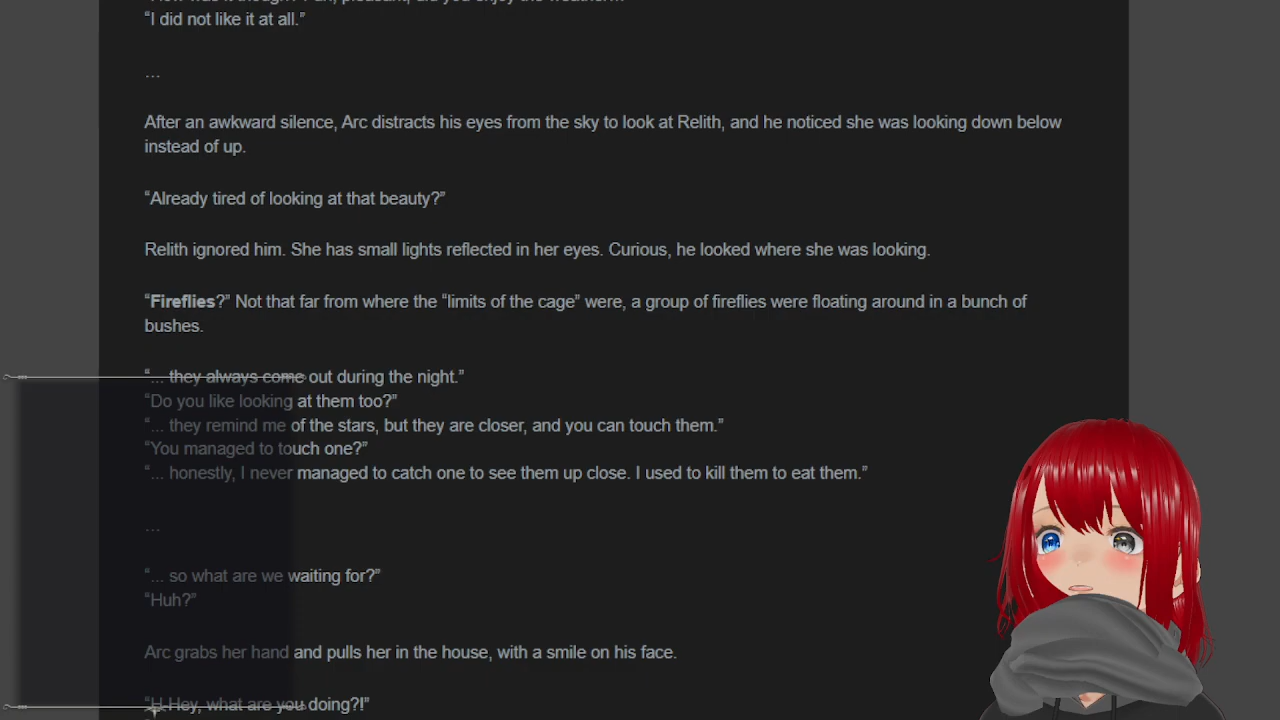 “I did not like it at all.”
…
After an awkward silence, Arc distracts his eyes from the sky to look at Relith, and he noticed she was looking down below
instead of up.
“Already tired of looking at that beauty?”
Relith ignored him. She has small lights reflected in her eyes. Curious, he looked where she was looking.
“Fireflies?” Not that far from where the “limits of the cage” were, a group of fireflies were floating around in a bunch of
bushes.
“... they always come out during the night.”
“Do you like looking at them too?”
“... they remind me of the stars, but they are closer, and you can touch them.”
“You managed to touch one?”
“... honestly, I never managed to catch one to see them up close. I used to kill them to eat them.”
…
“... so what are we waiting for?”
“Huh?”
Arc grabs her hand and pulls her in the house, with a smile on his face.
“H-Hey, what are you doing?!”